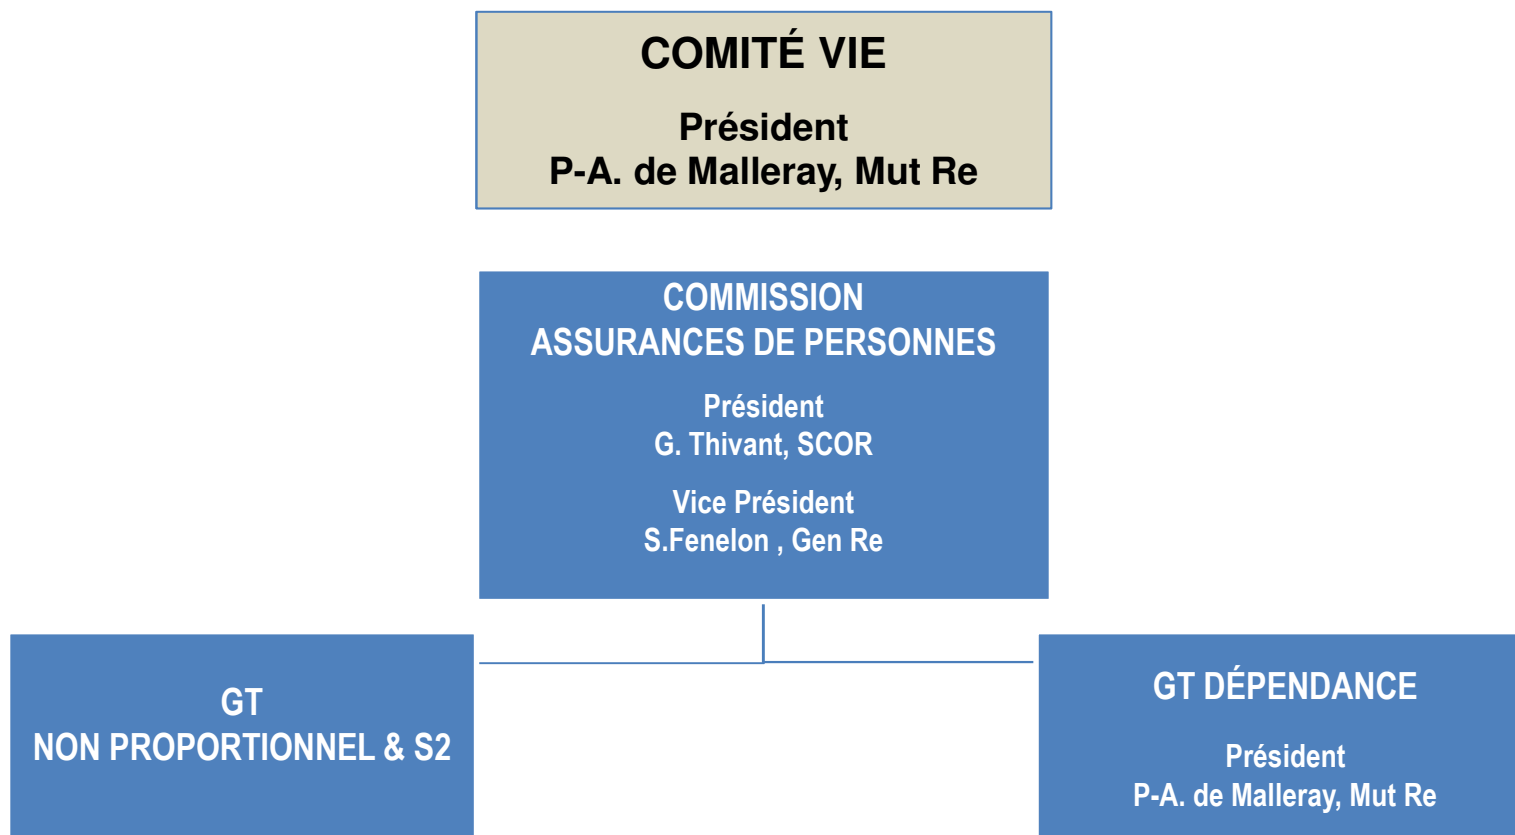 COMITÉ VIE
Président
P-A. de Malleray, Mut Re
COMMISSION
ASSURANCES DE PERSONNES
Président
G. Thivant, SCOR
Vice Président
S.Fenelon , Gen Re
GT
NON PROPORTIONNEL & S2
GT DÉPENDANCE
Président
P-A. de Malleray, Mut Re